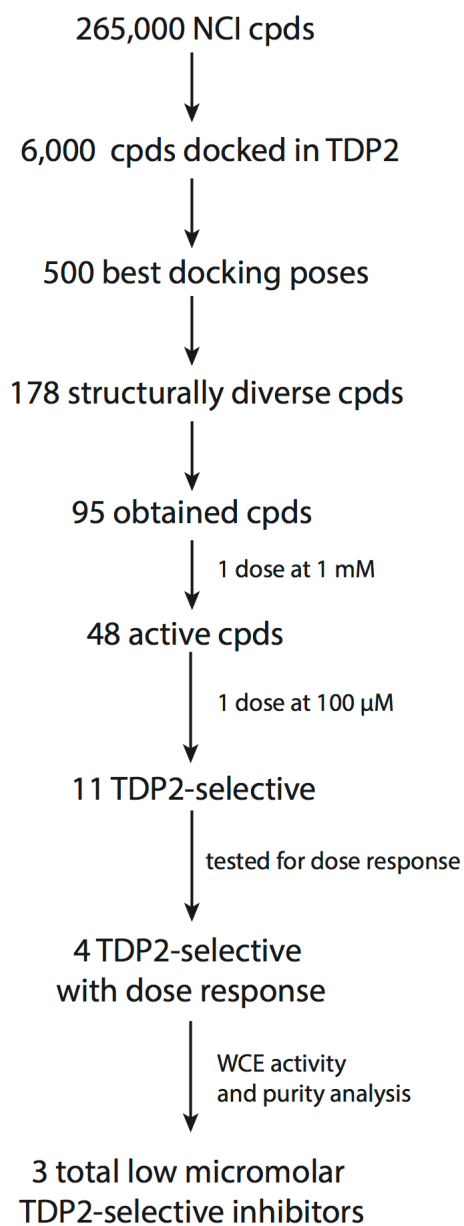 265,000 NCI cpds
6,000 cpds docked in TDP2
500 best docking poses
178 structurally diverse cpds
95 obtained cpds
1 dose at 1 mM
48 active cpds
1 dose at 100 µM
11 TDP2-selective
tested for dose response
4 TDP2-selective
with dose response
WCE activity
and purity analysis
3 total low micromolar
TDP2-selective inhibitors